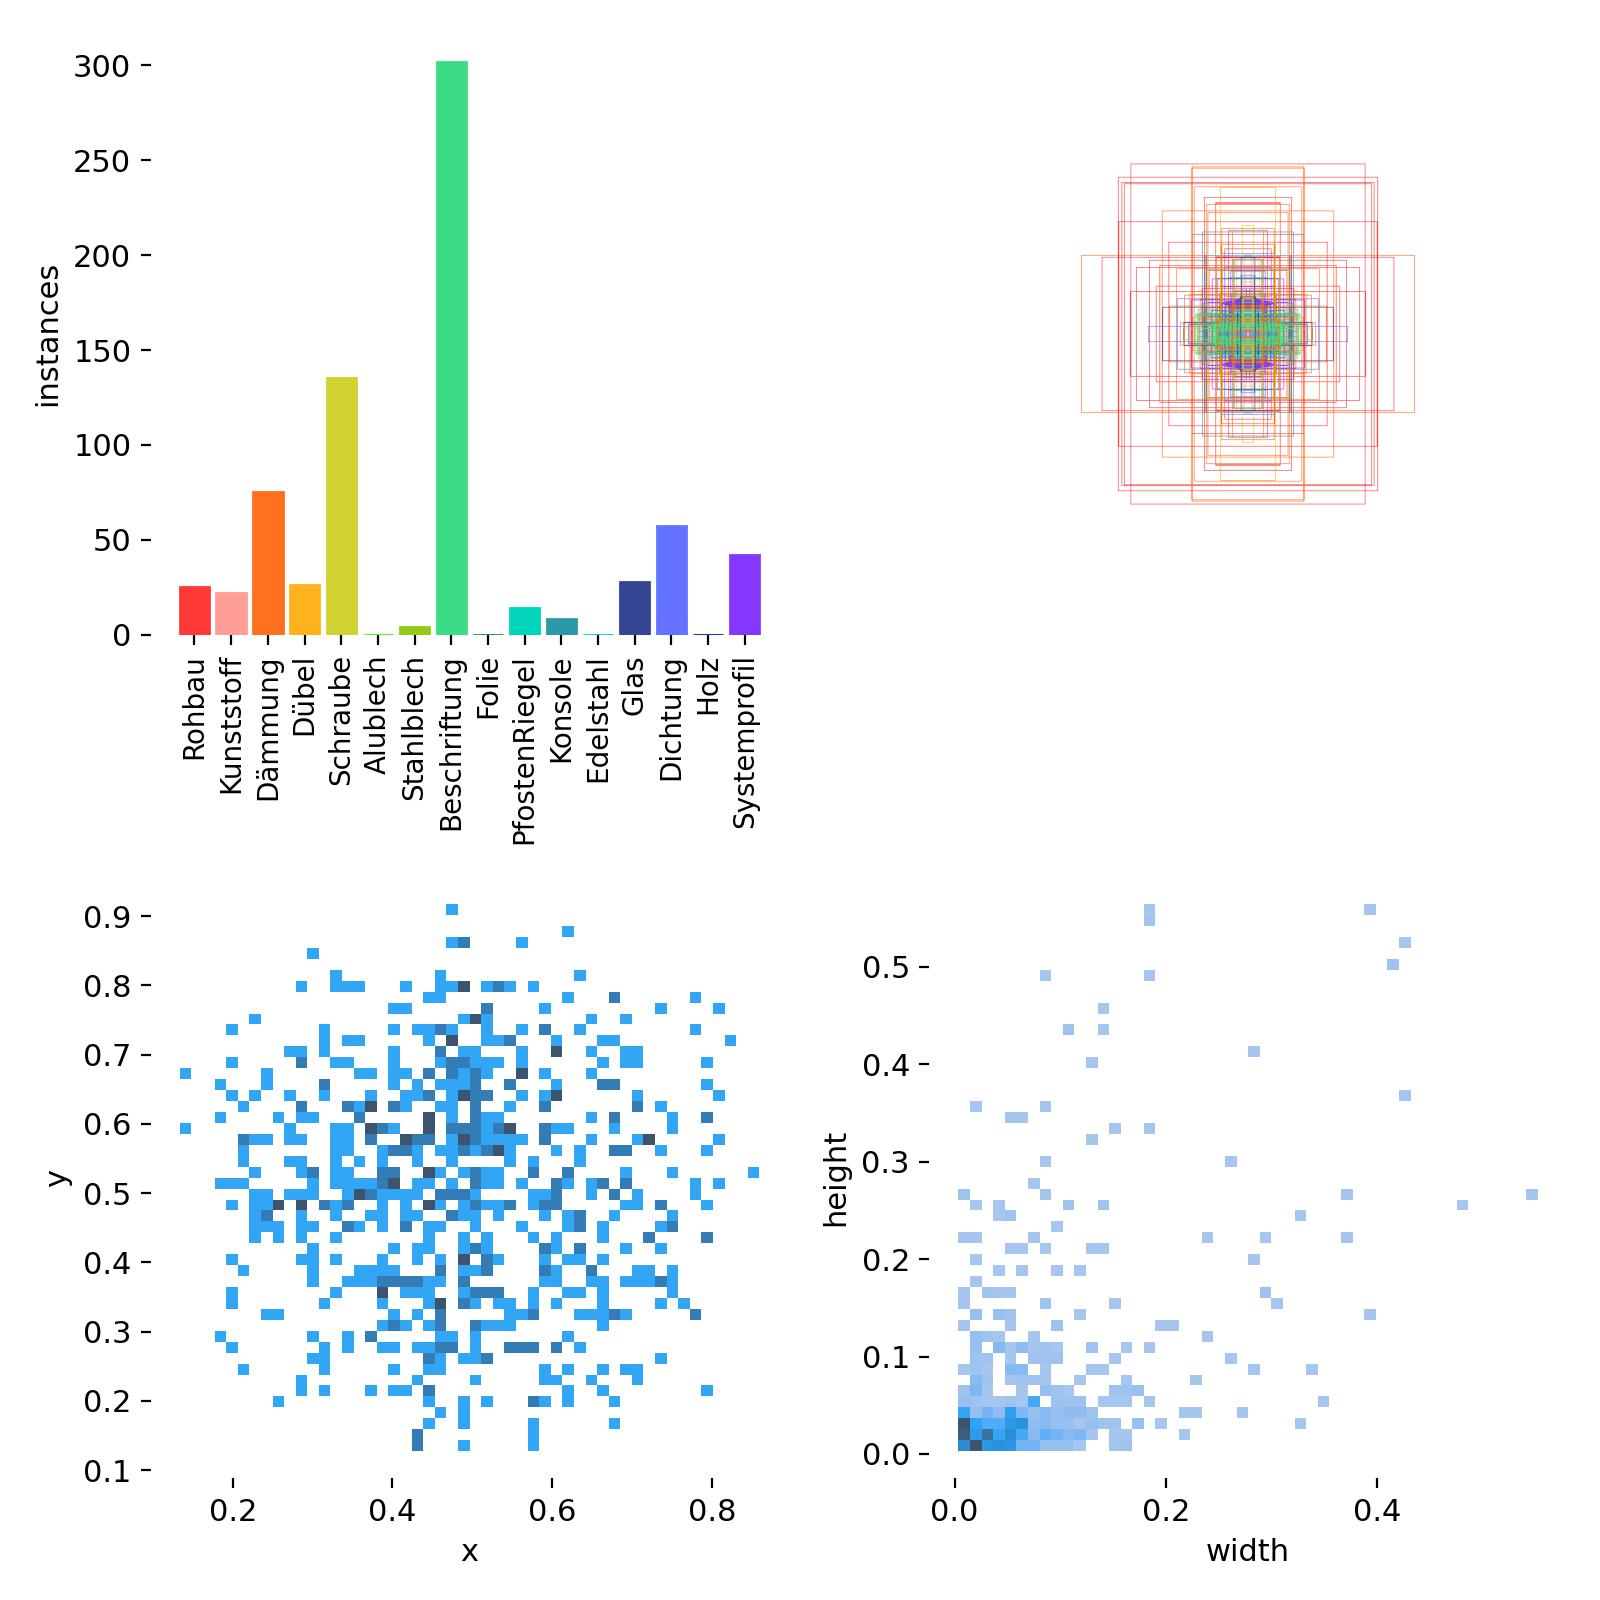 300
250
200
150
100
50
0
instances
Rohbau
Kunststoff
Dämmung
Dübel
Schraube
Alublech
Stahlblech
Beschriftung
Folie
PfostenRiegel
Konsole
Edelstahl
Glas
Dichtung
Holz
Systemprofil
0.9
0.8
0.7
0.6
0.5
0.4
0.3
0.2
0.1
y
0.2 0.4 0.6 0.8
x
0.5
0.4
0.3
0.2
0.1
0.0
height
0.0 0.2 0.4
width